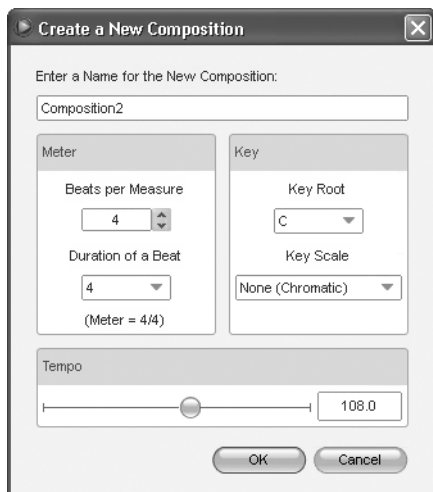 Create a New Composition
Enter a Name for the New Composition:
Composition2
Meter
Beats per Measure
4
Duration of a Beat
4
(Meter = 4/4)
Key
Key Root
C
Key Scale
None (Chromatic)
Tempo
108.0
OK
Cancel